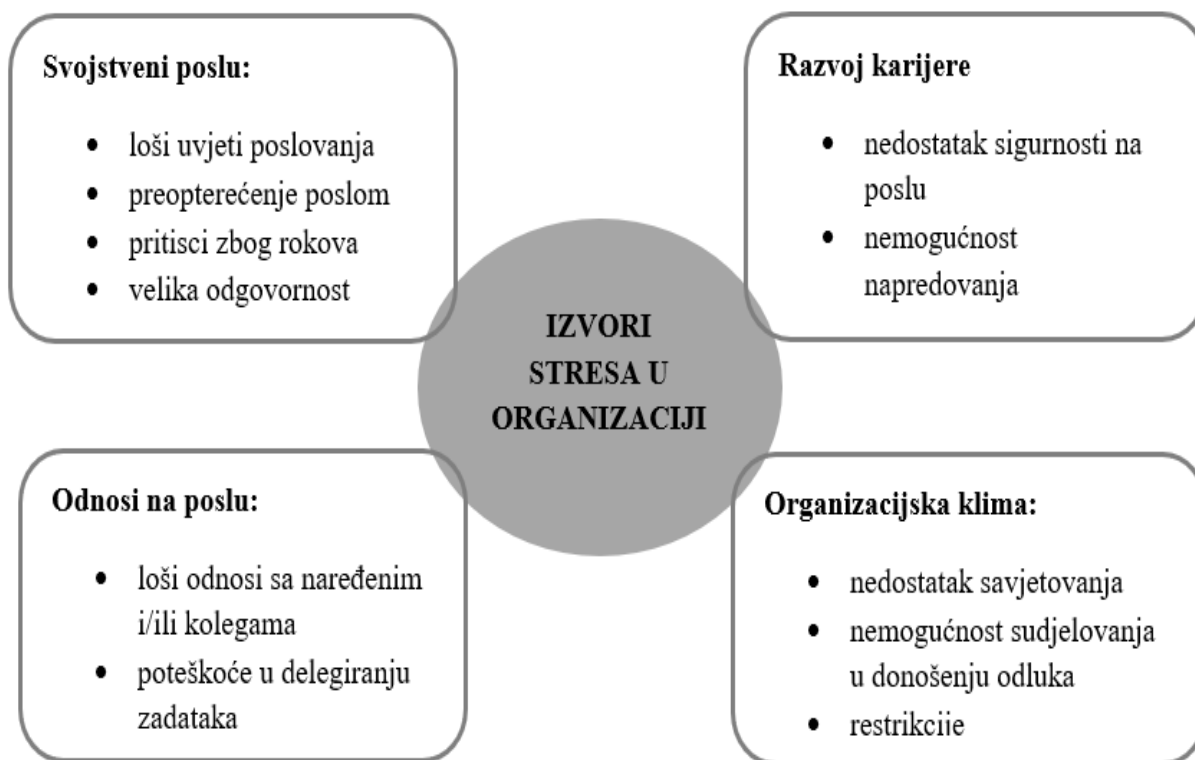 Svojstveni poslu:
loši uvjeti poslovanja
preopterećenje poslom
pritisci zbog rokova
velika odgovornost
Razvoj karijere
nedostatak sigurnosti na
poslu
nemogućnost
napredovanja
IZVORI
STRESA U
ORGANIZACIJI
Odnosi na poslu:
loši odnosi sa naređenim
i/ili kolegama
poteškoće u delegiranju
zadataka
Organizacijska klima:
nedostatak savjetovanja
nemogućnost sudjelovanja
u donošenju odluka
restrikcije